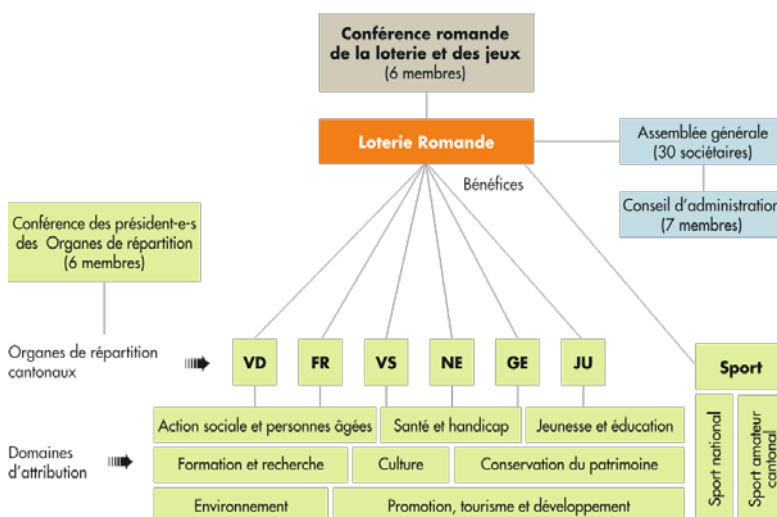 Conférence romande
de la loterie et des jeux
(6 membres)
Loterie Romande
Assemblée générale
(30 sociétaires)
Bénéfices
Conseil d'administration
(7 membres)
Conférence des président-e-s
des Organes de répartition
(6 membres)
Organes de répartition
cantonaux
VD
FR
VS
NE
GE
JU
Sport
Action sociale et personnes âgées
Santé et handicap
Jeunesse et éducation
Domaines
d'attribution
Formation et recherche
Culture
Conservation du patrimoine
Environnement
Promotion, tourisme et développement
Sport national
Sport amateur
cantonal